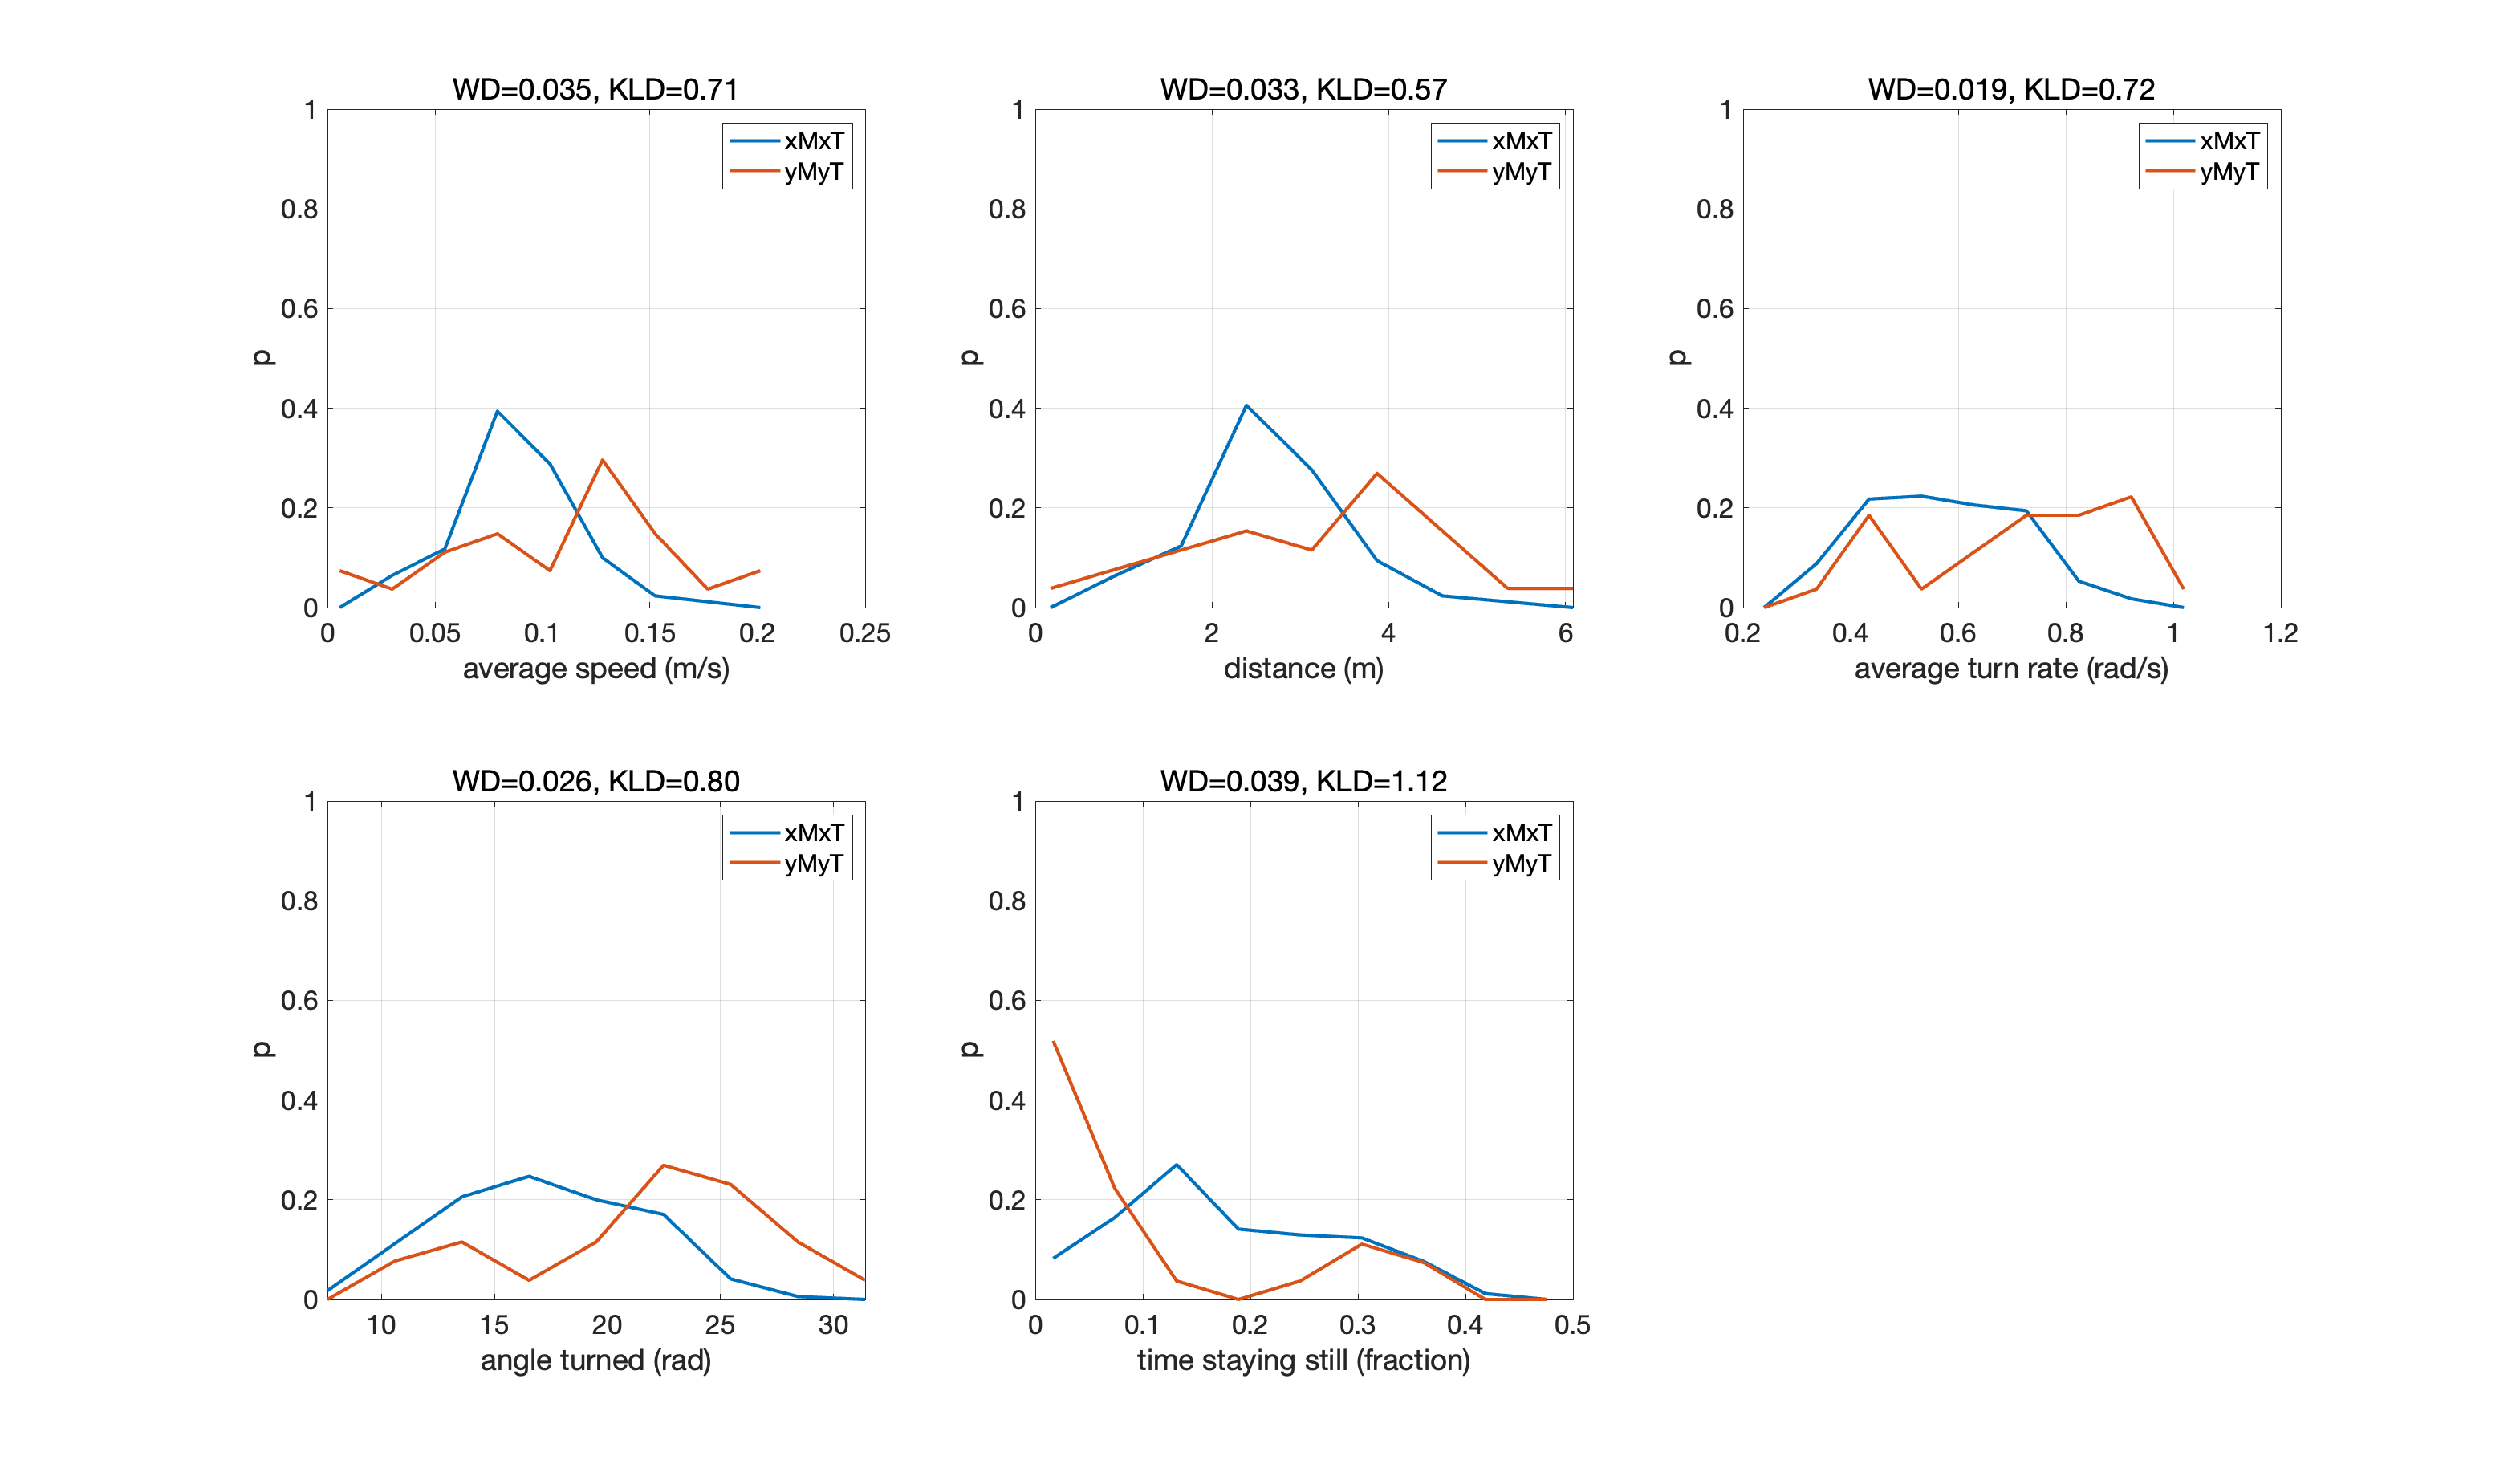 WD=0.035, KLD=0.71
1
0.8
0.6
0.4
0.2
0
p
xMxT
yMyT
0 0.05 0.1 0.15 0.2 0.25
average speed (m/s)
WD=0.033, KLD=0.57
1
0.8
0.6
0.4
0.2
0
p
xMxT
yMyT
0 2 4 6
distance (m)
WD=0.019, KLD=0.72
1
0.8
0.6
0.4
0.2
0
p
xMxT
yMyT
0.2 0.4 0.6 0.8 1 1.2
average turn rate (rad/s)
WD=0.026, KLD=0.80
1
0.8
0.6
0.4
0.2
0
p
xMxT
yMyT
10 15 20 25 30
angle turned (rad)
WD=0.039, KLD=1.12
1
0.8
0.6
0.4
0.2
0
p
xMxT
yMyT
0 0.1 0.2 0.3 0.4 0.5
time staying still (fraction)